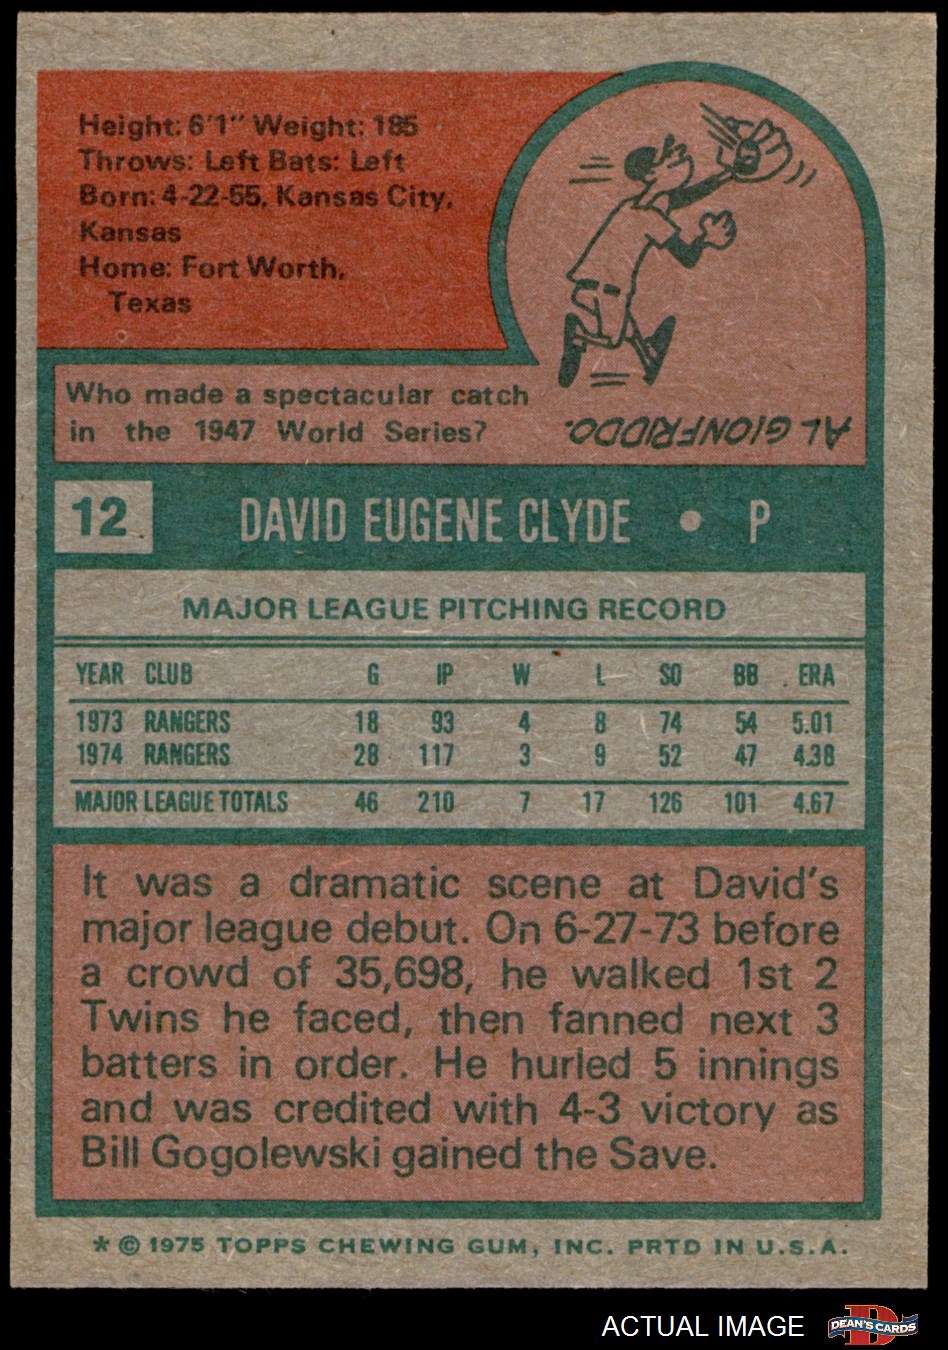 Height: 6'1" Weight: 185
Throws: Left Bats: Left
Born: 4-22-55, Kansas City,
Kansas
Home: Fort Worth,
Texas
Who made a spectacular catch
in the 1947 World Series?
AL GIONFRIDDO.
12 DAVID EUGENE CLYDE • P
MAJOR LEAGUE PITCHING RECORD
YEAR CLUB G IP W L SO BB ERA
1973 RANGERS 18 93 4 8 74 54 5.01
1974 RANGERS 28 117 3 9 52 47 4.38
MAJOR LEAGUE TOTALS 46 210 7 17 126 101 4.67
It was a dramatic scene at David's
major league debut. On 6-27-73 before
a crowd of 35,698, he walked 1st 2
Twins he faced, then fanned next 3
batters in order. He hurled 5 innings
and was credited with 4-3 victory as
Bill Gogolewski gained the Save.
* © 1975 TOPPS CHEWING GUM, INC. PRTD IN U.S.A.
ACTUAL IMAGE
D
DEAN'S CARDS